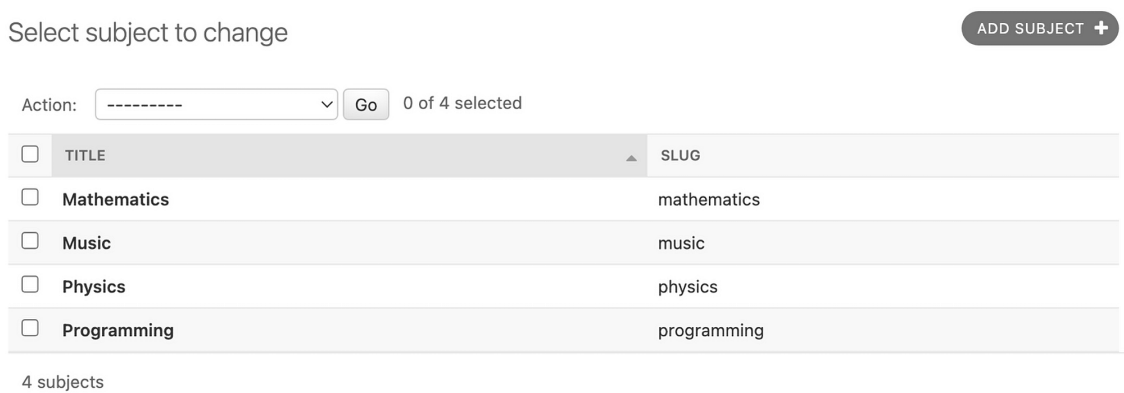 Select subject to change
ADD SUBJECT +
Action: --------- Go 0 of 4 selected
TITLE SLUG
Mathematics mathematics
Music music
Physics physics
Programming programming
4 subjects